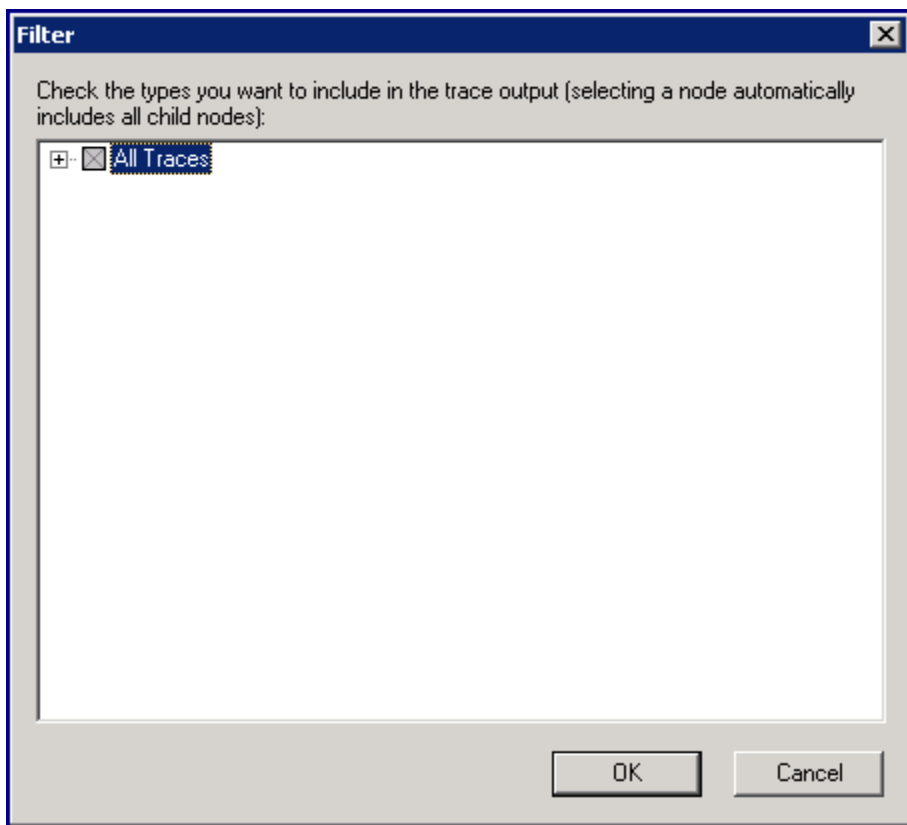 Filter
Check the types you want to include in the trace output (selecting a node automatically
includes all child nodes):
All Traces
OK
Cancel